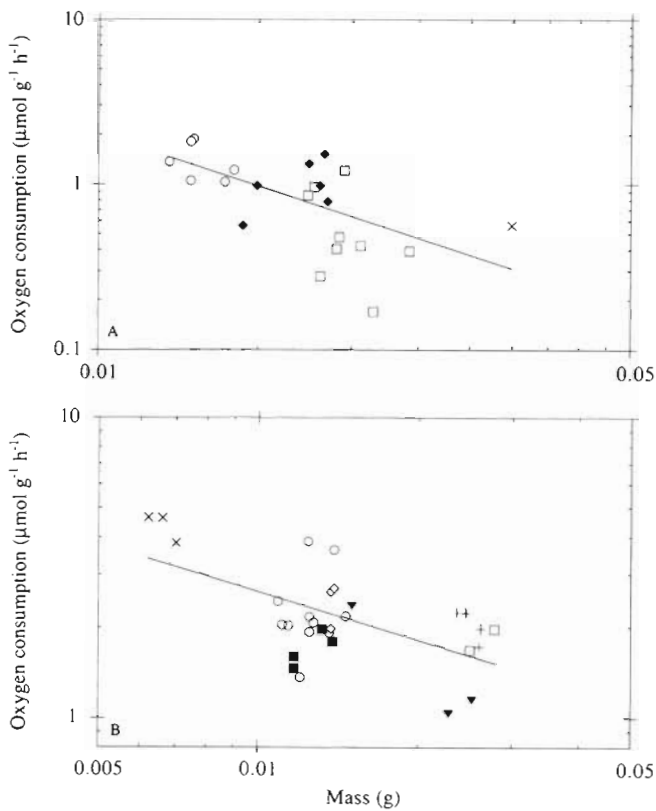 10
Oxygen consumption (μmol g⁻¹ h⁻¹)
1
A
0.1
0.01
0.05
10
Oxygen consumption (μmol g⁻¹ h⁻¹)
1
B
0.005
0.01
0.05
Mass (g)